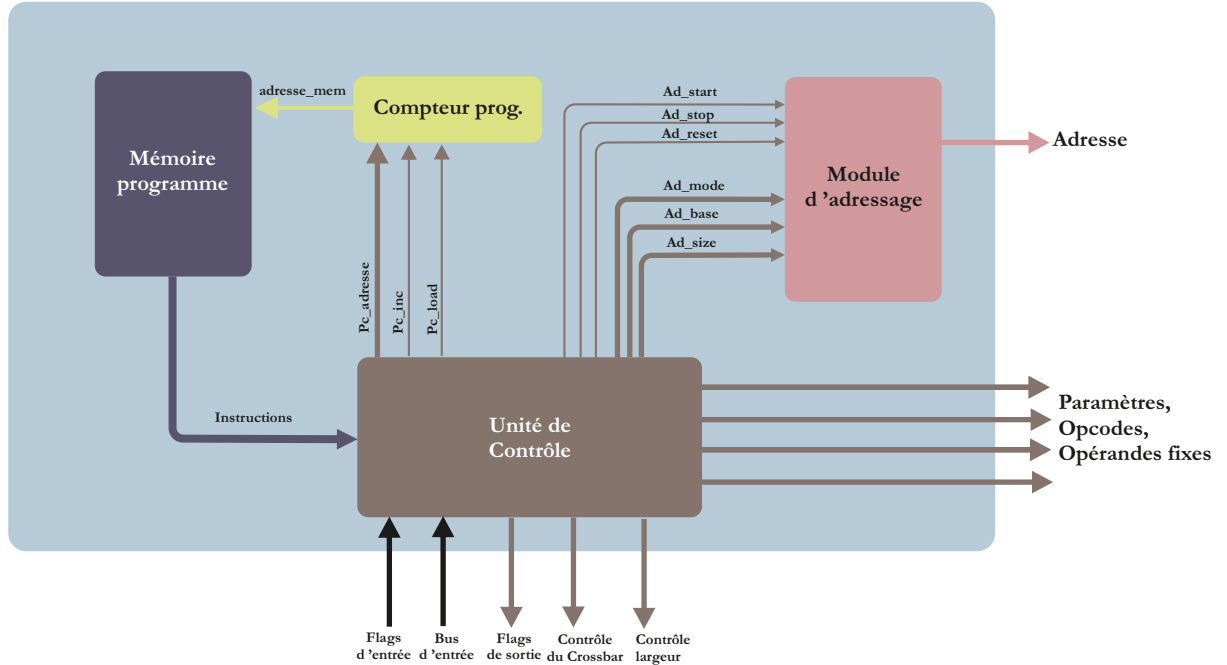 adresse_mem
Compteur prog.
Mémoire
programme
Ad_start
Ad_stop
Ad_reset
Ad_mode
Ad_base
Ad_size
Module
d 'adressage
Adresse
Pc_adresse
Pc_inc
Pc_load
Instructions
Unité de
Contrôle
Paramètres,
Opcodes,
Opérandes fixes
Flags
d 'entrée
Bus
d 'entrée
Flags
de sortie
Contrôle
du Crossbar
Contrôle
largeur